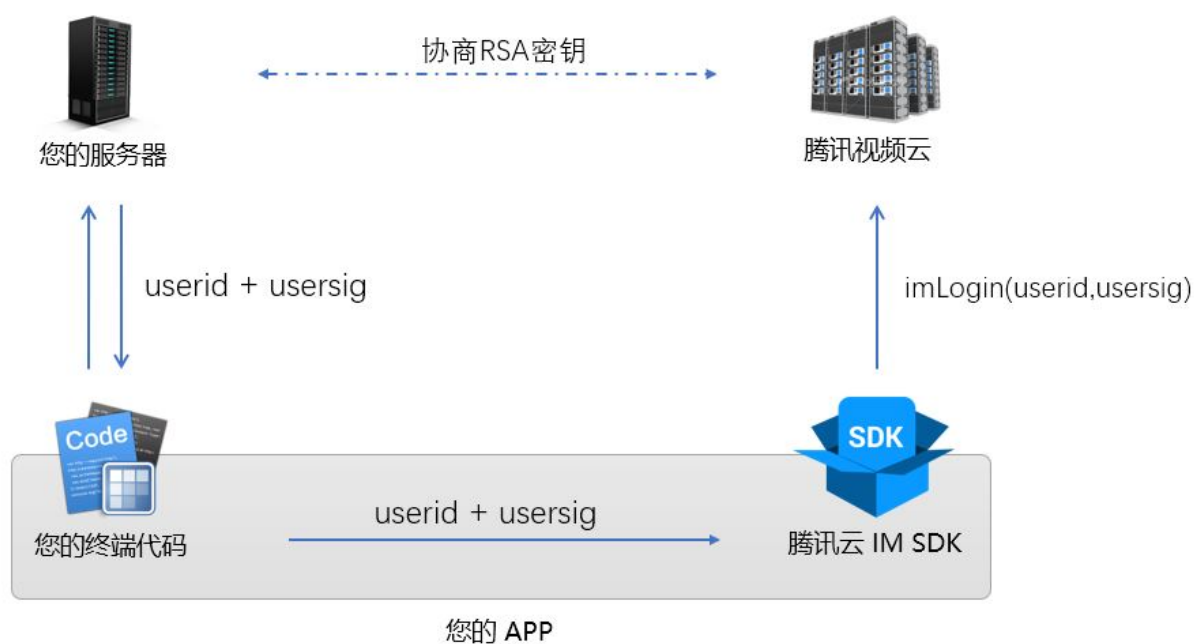 协商RSA密钥
您的服务器
腾讯视频云
userid + usersig
imLogin(userid,usersig)
Code
SDK
userid + usersig
您的终端代码
腾讯云 IM SDK
您的 APP